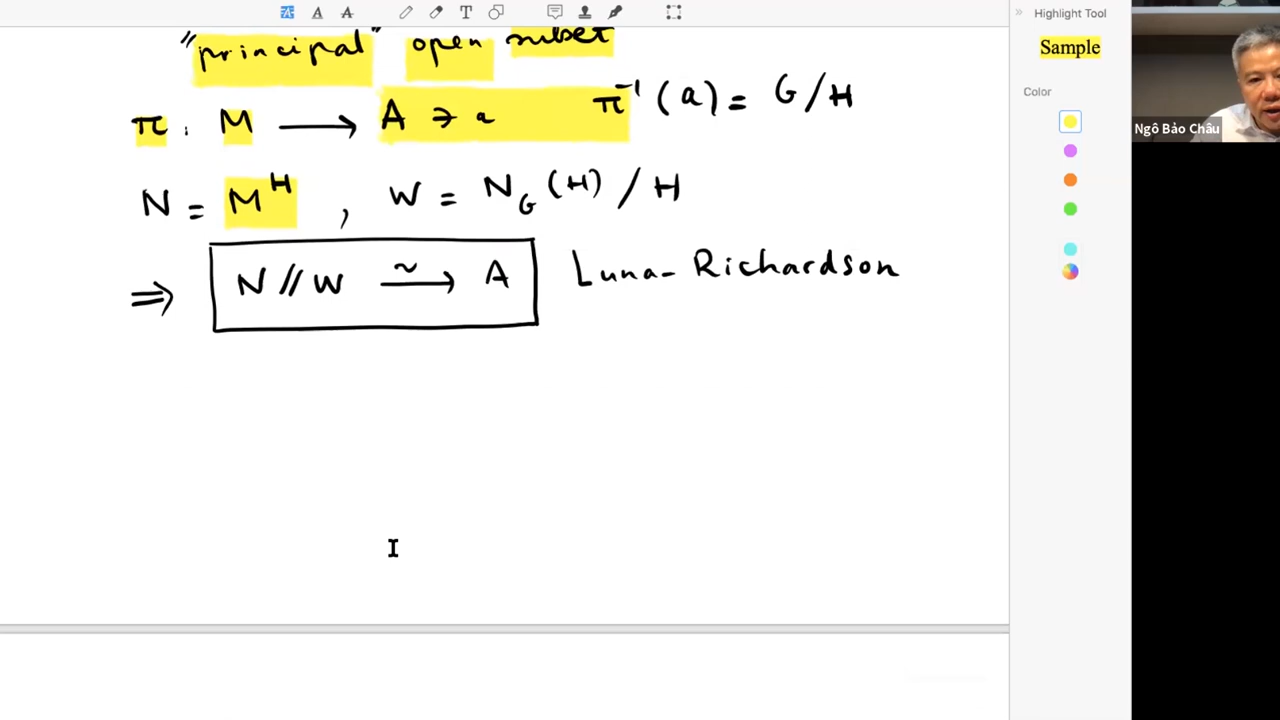 Highlight Tool
Sample
Color
Ngô Bảo Châu
"principal" open subset
π : M ⟶ A ∋ a π⁻¹(a) = G/H
N = M^H , W = N_G(H)/H
⇒ N//W ⥲ A Luna-Richardson